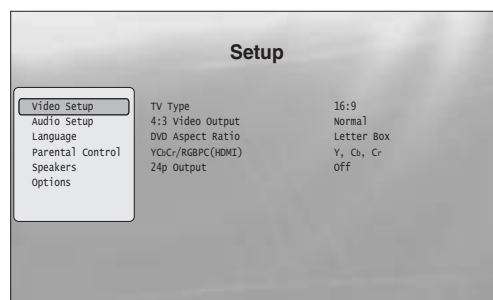 Setup
Video Setup
Audio Setup
Language
Parental Control
Speakers
Options
TV Type 16:9
4:3 Video Output Normal
DVD Aspect Ratio Letter Box
YCbCr/RGBPC(HDMI) Y, Cb, Cr
24p Output Off